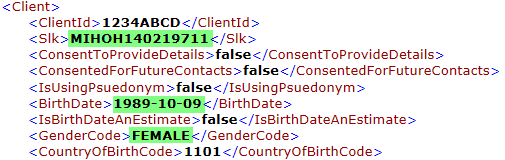 <Client>
<ClientId>1234ABCD</ClientId>
<Slk>MIHOH140219711</Slk>
<ConsentToProvideDetails>false</ConsentToProvideDetails>
<ConsentedForFutureContacts>false</ConsentedForFutureContacts>
<IsUsingPsuedonym>false</IsUsingPsuedonym>
<BirthDate>1989-10-09</BirthDate>
<IsBirthDateAnEstimate>false</IsBirthDateAnEstimate>
<GenderCode>FEMALE</GenderCode>
<CountryOfBirthCode>1101</CountryOfBirthCode>